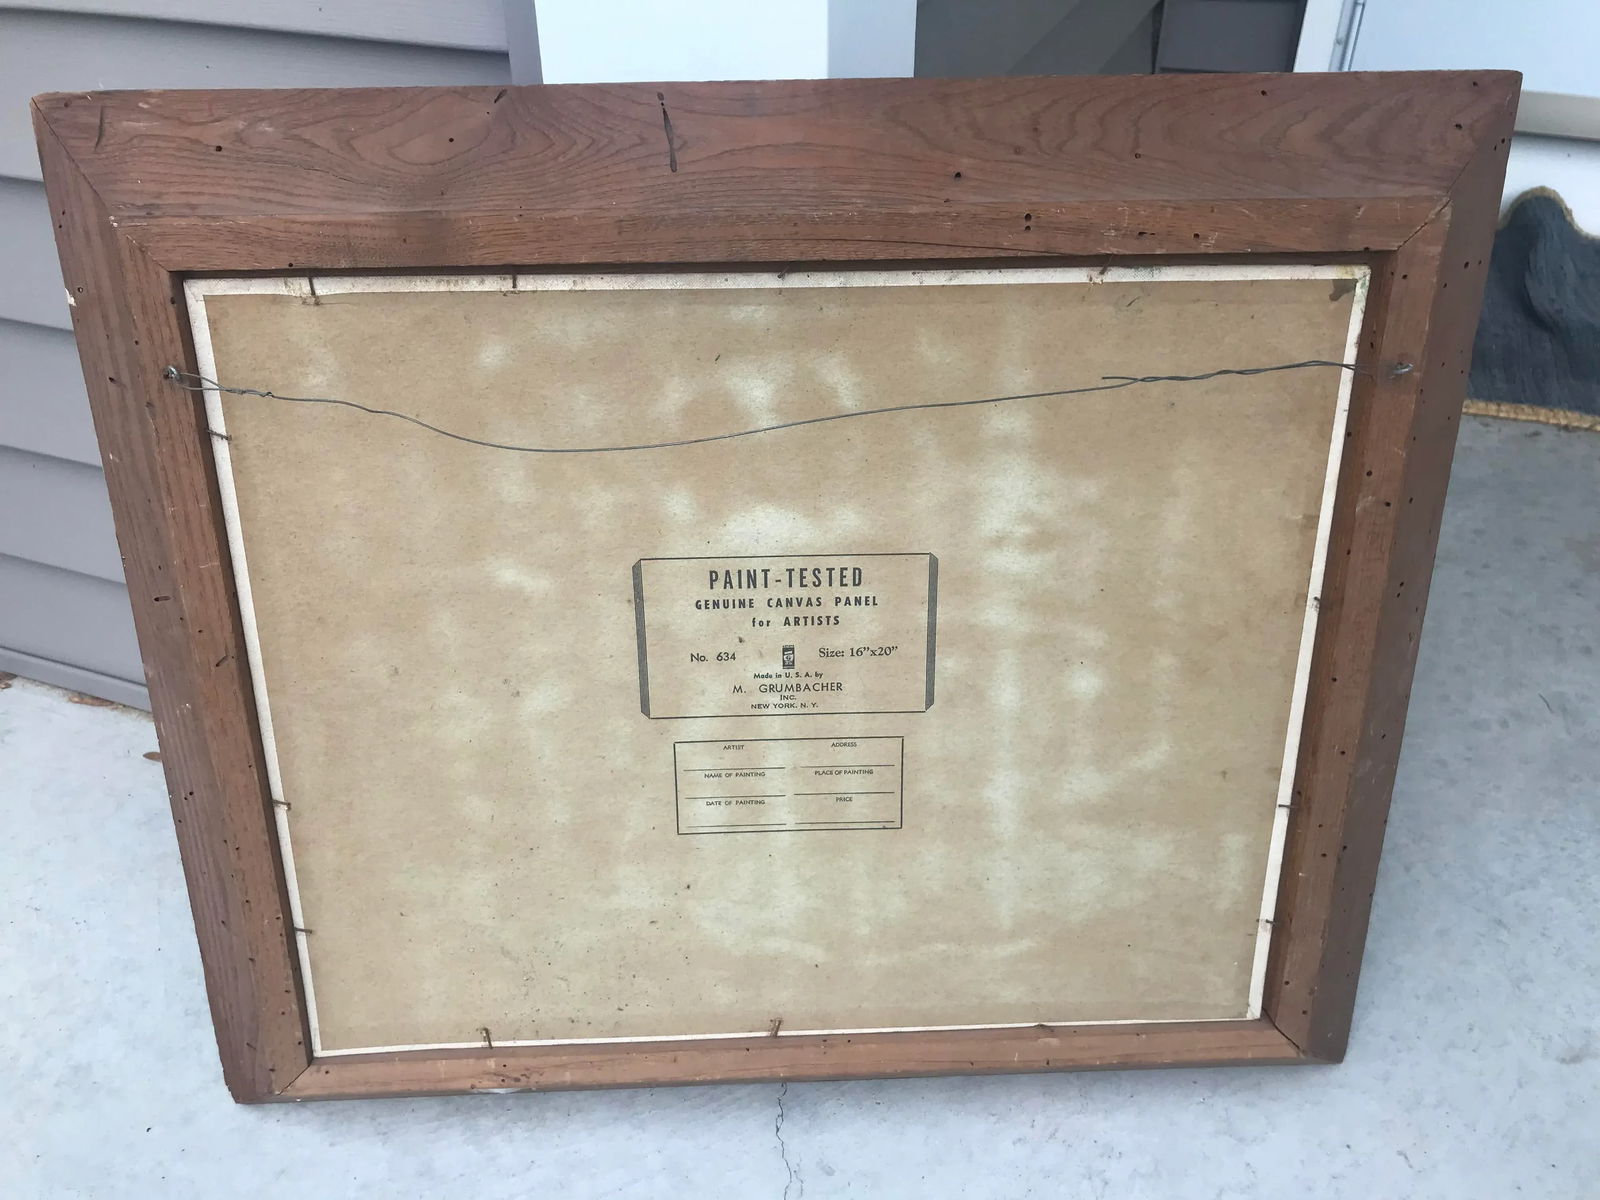 PAINT-TESTED
GENUINE CANVAS PANEL
for ARTISTS
No. 634 Size: 16"x20"
Made in U. S. A. by
M. GRUMBACHER
INC.
NEW YORK, N. Y.
ARTIST ADDRESS
NAME OF PAINTING PLACE OF PAINTING
DATE OF PAINTING PRICE